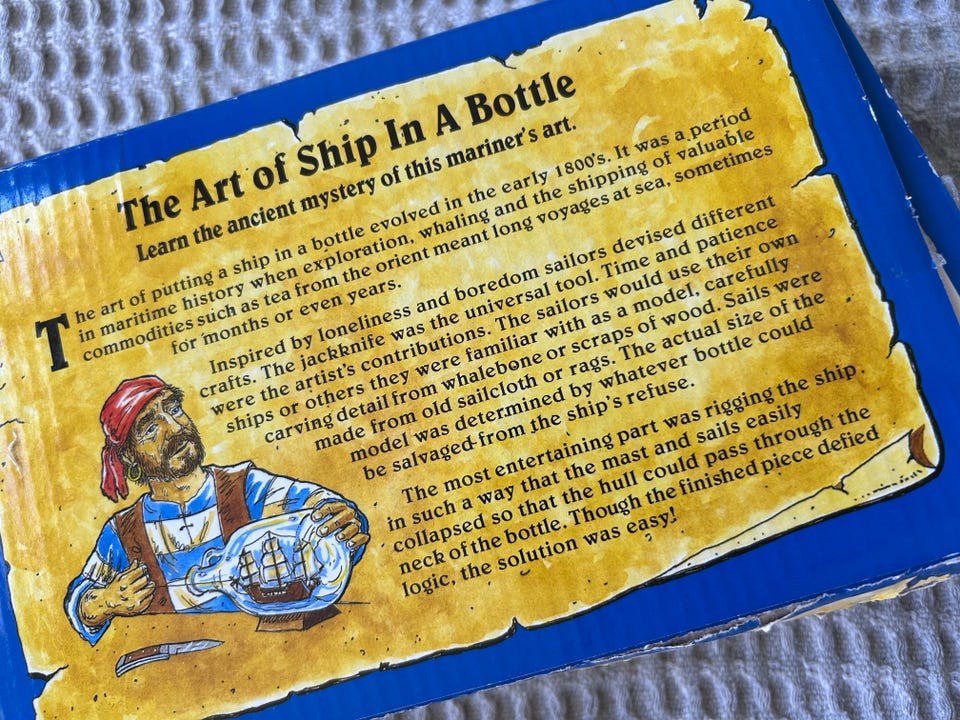 The Art of Ship In A Bottle
Learn the ancient mystery of this mariner's art.
The art of putting a ship in a bottle evolved in the early 1800's. It was a period
in maritime history when exploration, whaling and the shipping of valuable
commodities such as tea from the orient meant long voyages at sea, sometimes
for months or even years.
Inspired by loneliness and boredom sailors devised different
crafts. The jackknife was the universal tool. Time and patience
were the artist's contributions. The sailors would use their own
ships or others they were familiar with as a model, carefully
carving detail from whalebone or scraps of wood. Sails were
made from old sailcloth or rags. The actual size of the
model was determined by whatever bottle could
be salvaged from the ship's refuse.
The most entertaining part was rigging the ship
in such a way that the mast and sails easily
collapsed so that the hull could pass through the
neck of the bottle. Though the finished piece defied
logic, the solution was easy!